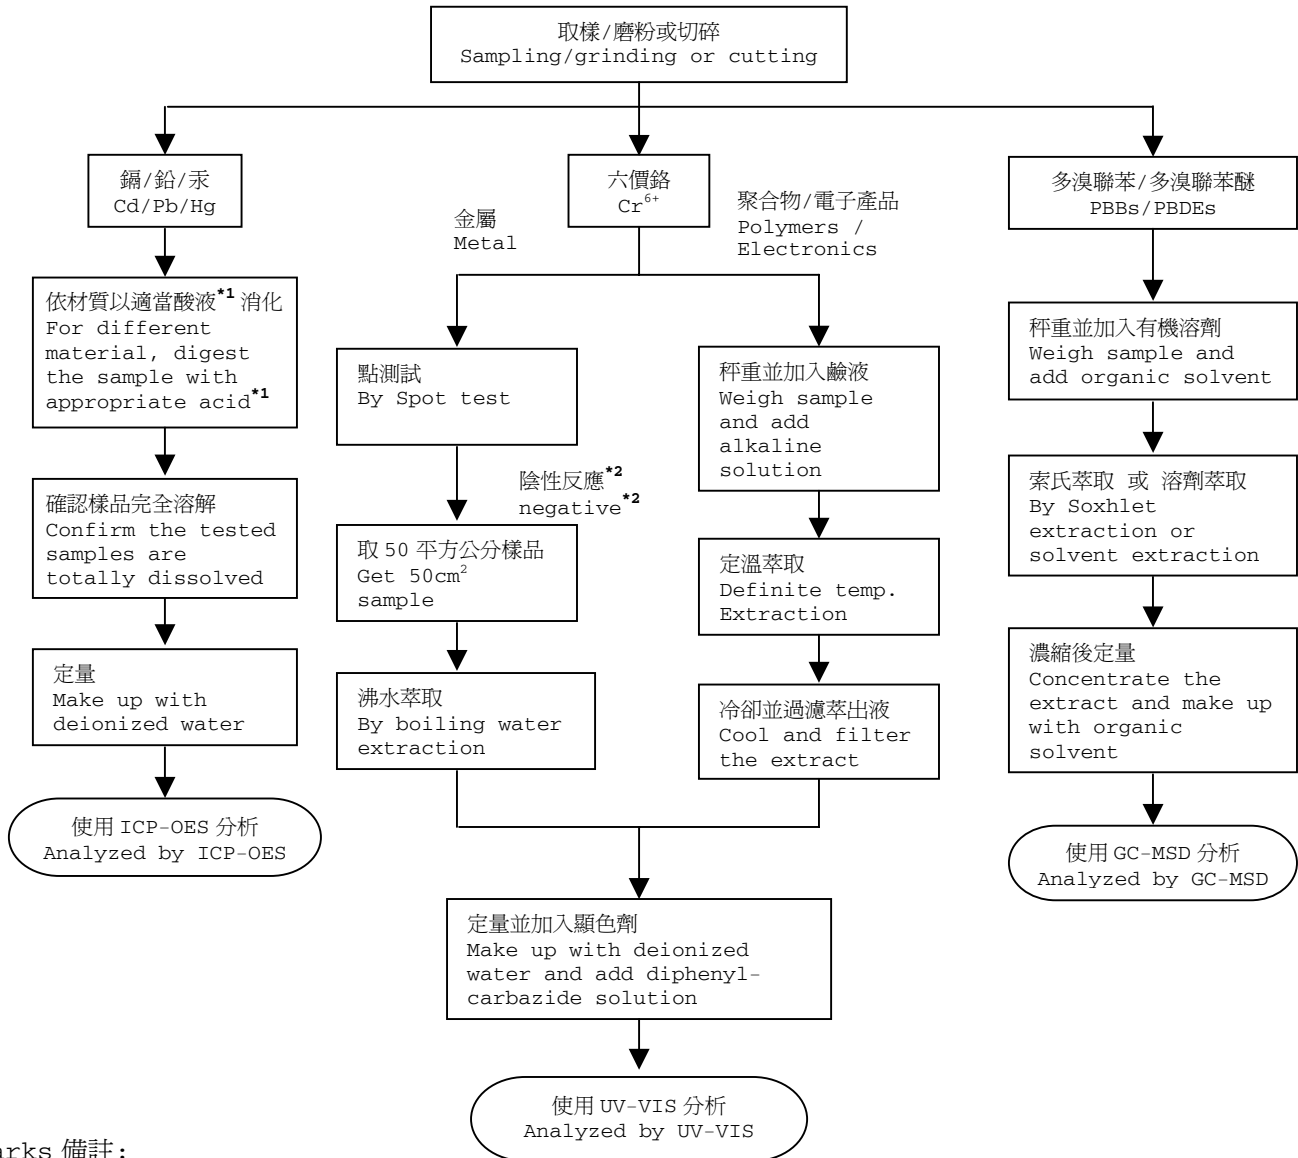 取樣/磨粉或切碎
Sampling/grinding or cutting
鎘/鉛/汞
Cd/Pb/Hg
依材質以適當酸液*1 消化
For different
material, digest
the sample with
appropriate acid*1
確認樣品完全溶解
Confirm the tested
samples are
totally dissolved
定量
Make up with
deionized water
使用 ICP-OES 分析
Analyzed by ICP-OES
六價鉻
Cr6+
金屬
Metal
點測試
By Spot test
陰性反應*2
negative*2
取 50 平方公分樣品
Get 50cm2
sample
沸水萃取
By boiling water
extraction
聚合物/電子產品
Polymers /
Electronics
秤重並加入鹼液
Weigh sample
and add
alkaline
solution
定溫萃取
Definite temp.
Extraction
冷卻並過濾萃出液
Cool and filter
the extract
定量並加入顯色劑
Make up with deionized
water and add diphenyl-
carbazide solution
使用 UV-VIS 分析
Analyzed by UV-VIS
多溴聯苯/多溴聯苯醚
PBBs/PBDEs
秤重並加入有機溶劑
Weigh sample and
add organic solvent
索氏萃取 或 溶劑萃取
By Soxhlet
extraction or
solvent extraction
濃縮後定量
Concentrate the
extract and make up
with organic
solvent
使用 GC-MSD 分析
Analyzed by GC-MSD
arks 備註: